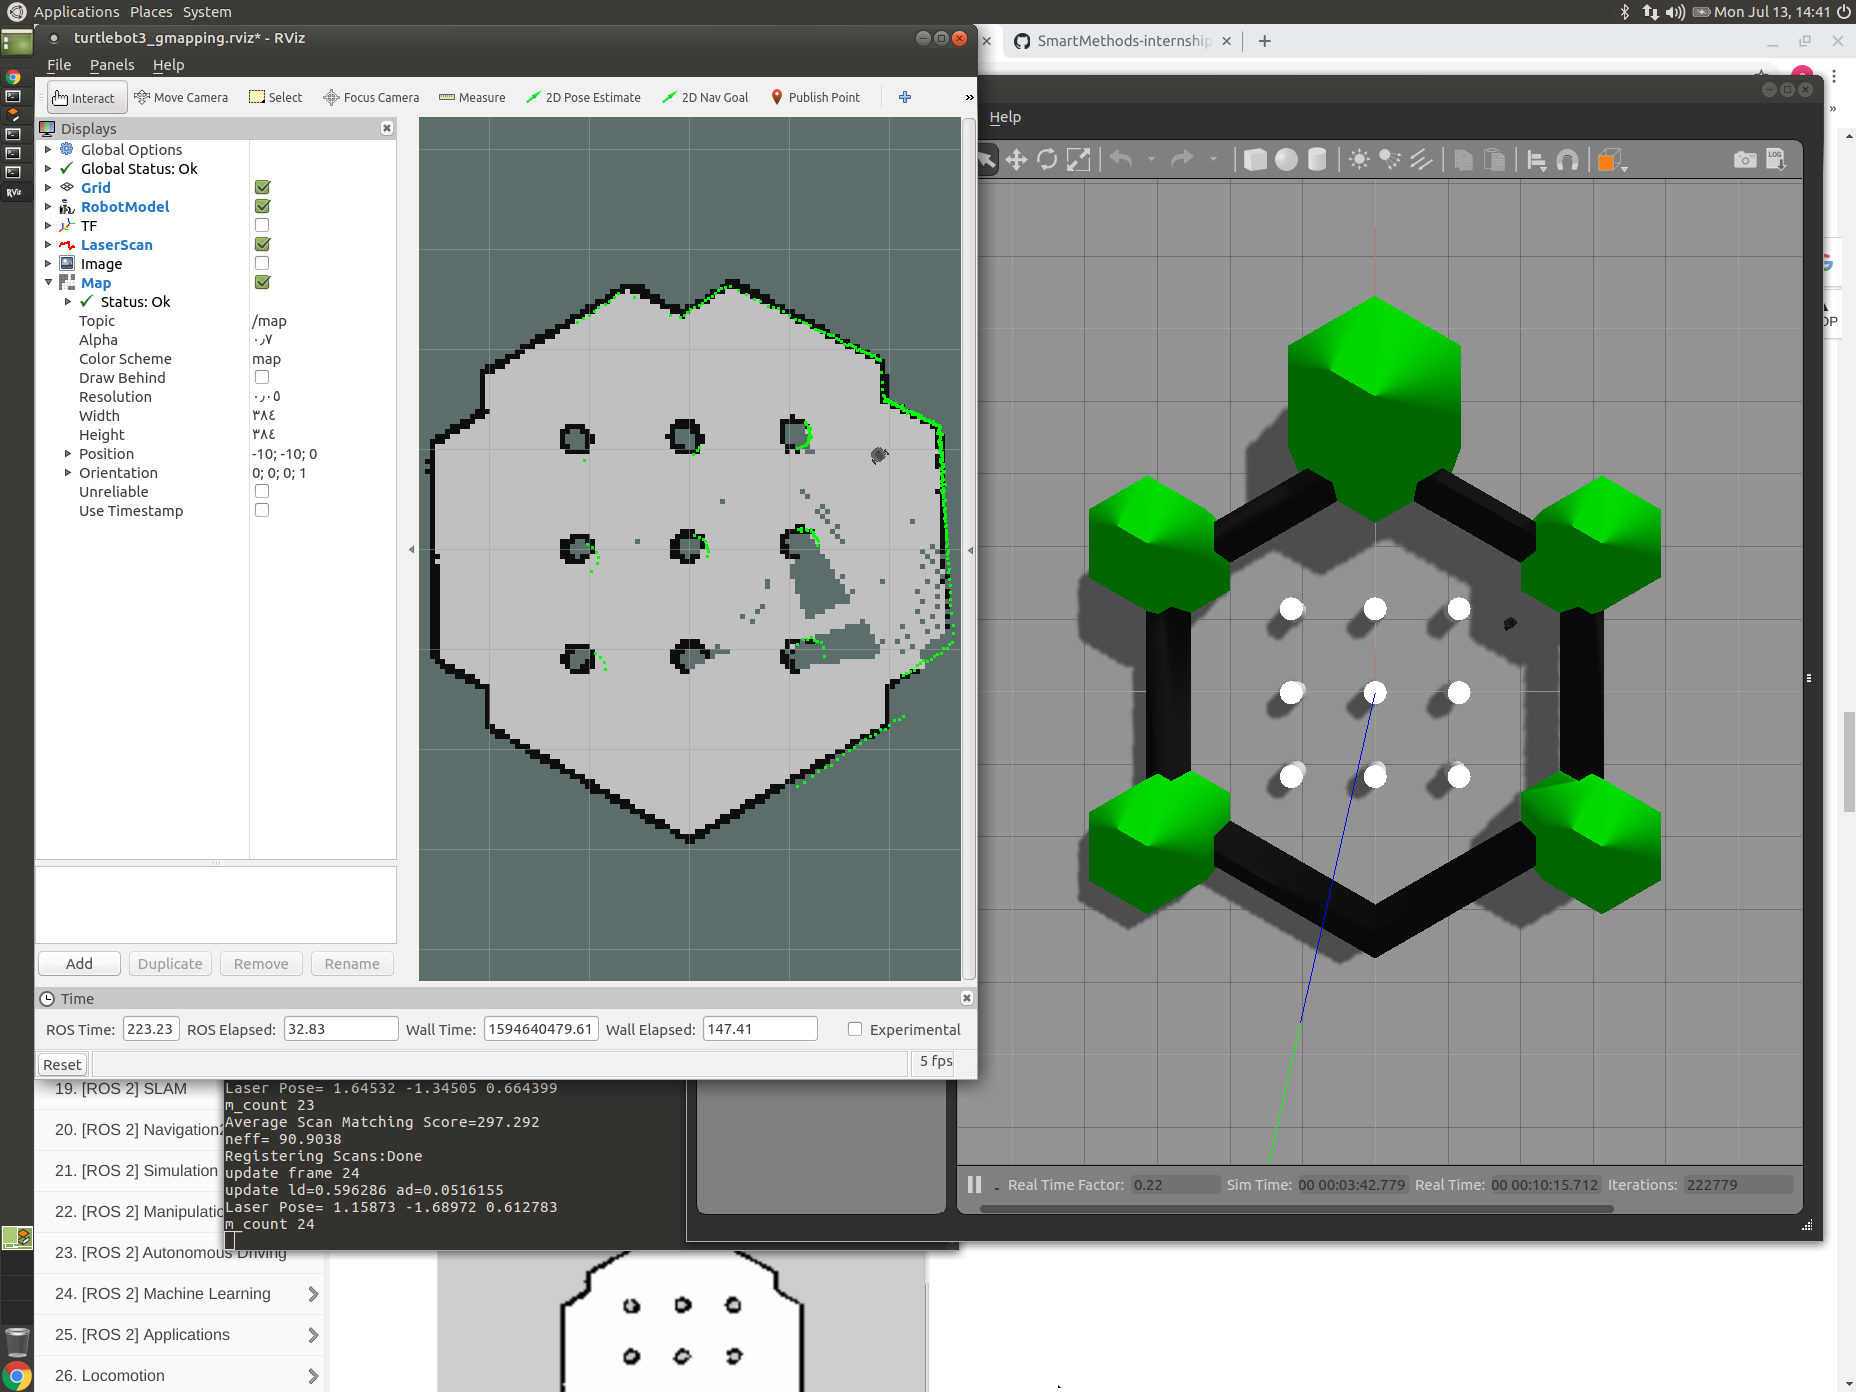 Applications Places System
Mon Jul 13, 14:41
turtlebot3_gmapping.rviz* - RViz
SmartMethods-internship
File Panels Help
Interact Move Camera Select Focus Camera Measure 2D Pose Estimate 2D Nav Goal Publish Point »
Help
Displays
Global Options
Global Status: Ok
Grid
RobotModel
TF
LaserScan
Image
Map
Status: Ok
Topic /map
Alpha ٠٫٧
Color Scheme map
Draw Behind
Resolution ٠٫٠٥
Width ٣٨٤
Height ٣٨٤
Position -10; -10; 0
Orientation 0; 0; 0; 1
Unreliable
Use Timestamp
Add Duplicate Remove Rename
Time
ROS Time: 223.23 ROS Elapsed: 32.83 Wall Time: 1594640479.61 Wall Elapsed: 147.41 Experimental
Reset 5 fps
RViz
LOG
OP
19. [ROS 2] SLAM
20. [ROS 2] Navigation2
21. [ROS 2] Simulation
22. [ROS 2] Manipulatio
23. [ROS 2] Autonomous Driving
24. [ROS 2] Machine Learning
25. [ROS 2] Applications
26. Locomotion
Laser Pose= 1.64532 -1.34505 0.664399
m_count 23
Average Scan Matching Score=297.292
neff= 90.9038
Registering Scans:Done
update frame 24
update ld=0.596286 ad=0.0516155
Laser Pose= 1.15873 -1.68972 0.612783
m_count 24
Real Time Factor: 0.22 Sim Time: 00 00:03:42.779 Real Time: 00 00:10:15.712 Iterations: 222779